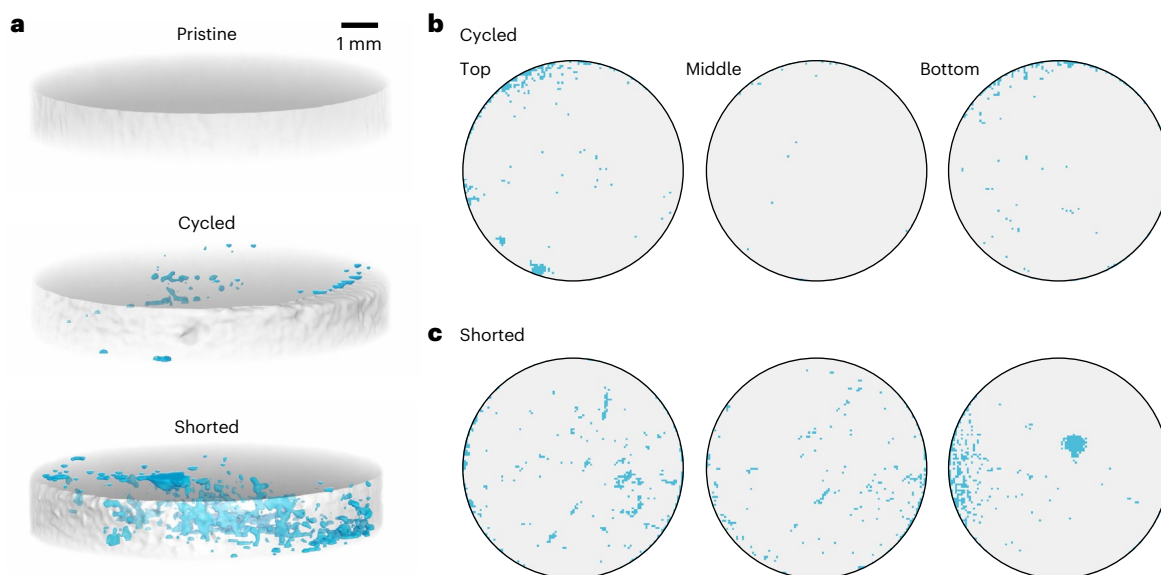 a
Pristine
1 mm
Cycled
Shorted
b
Cycled
Top
Middle
Bottom
c
Shorted